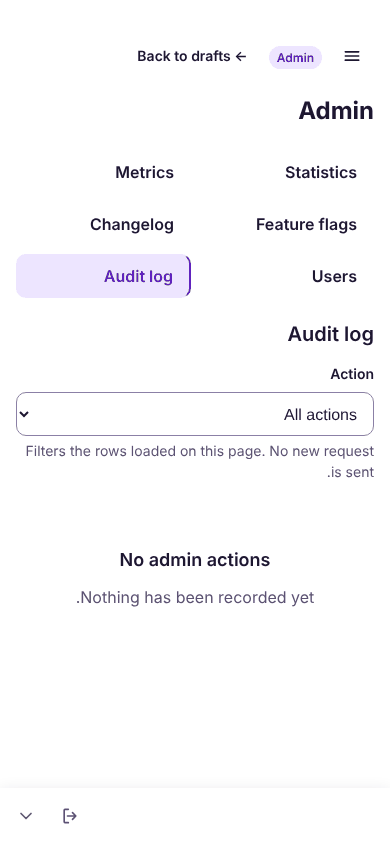 Admin
Back to drafts ←
Admin
Statistics
Metrics
Feature flags
Changelog
Users
Audit log
Audit log
Action
All actions
Filters the rows loaded on this page. No new request
is sent.
No admin actions
Nothing has been recorded yet.